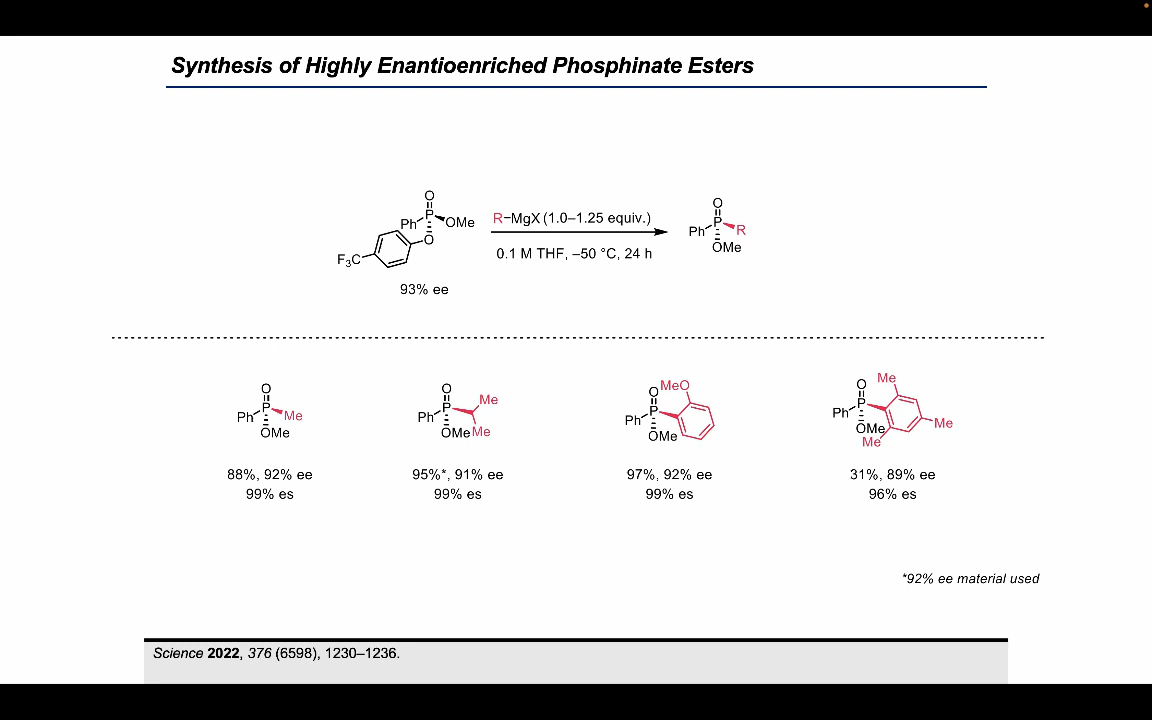 Synthesis of Highly Enantioenriched Phosphinate Esters
O
Ph P OMe
O
F₃C
93% ee
R–MgX (1.0–1.25 equiv.)
0.1 M THF, –50 °C, 24 h
O
Ph P R
OMe
O
Ph P Me
OMe
88%, 92% ee
99% es
O
Ph P Me
OMe Me
95%*, 91% ee
99% es
O MeO
Ph P
OMe
97%, 92% ee
99% es
O Me
Ph P
OMe Me
Me
31%, 89% ee
96% es
*92% ee material used
Science 2022, 376 (6598), 1230–1236.